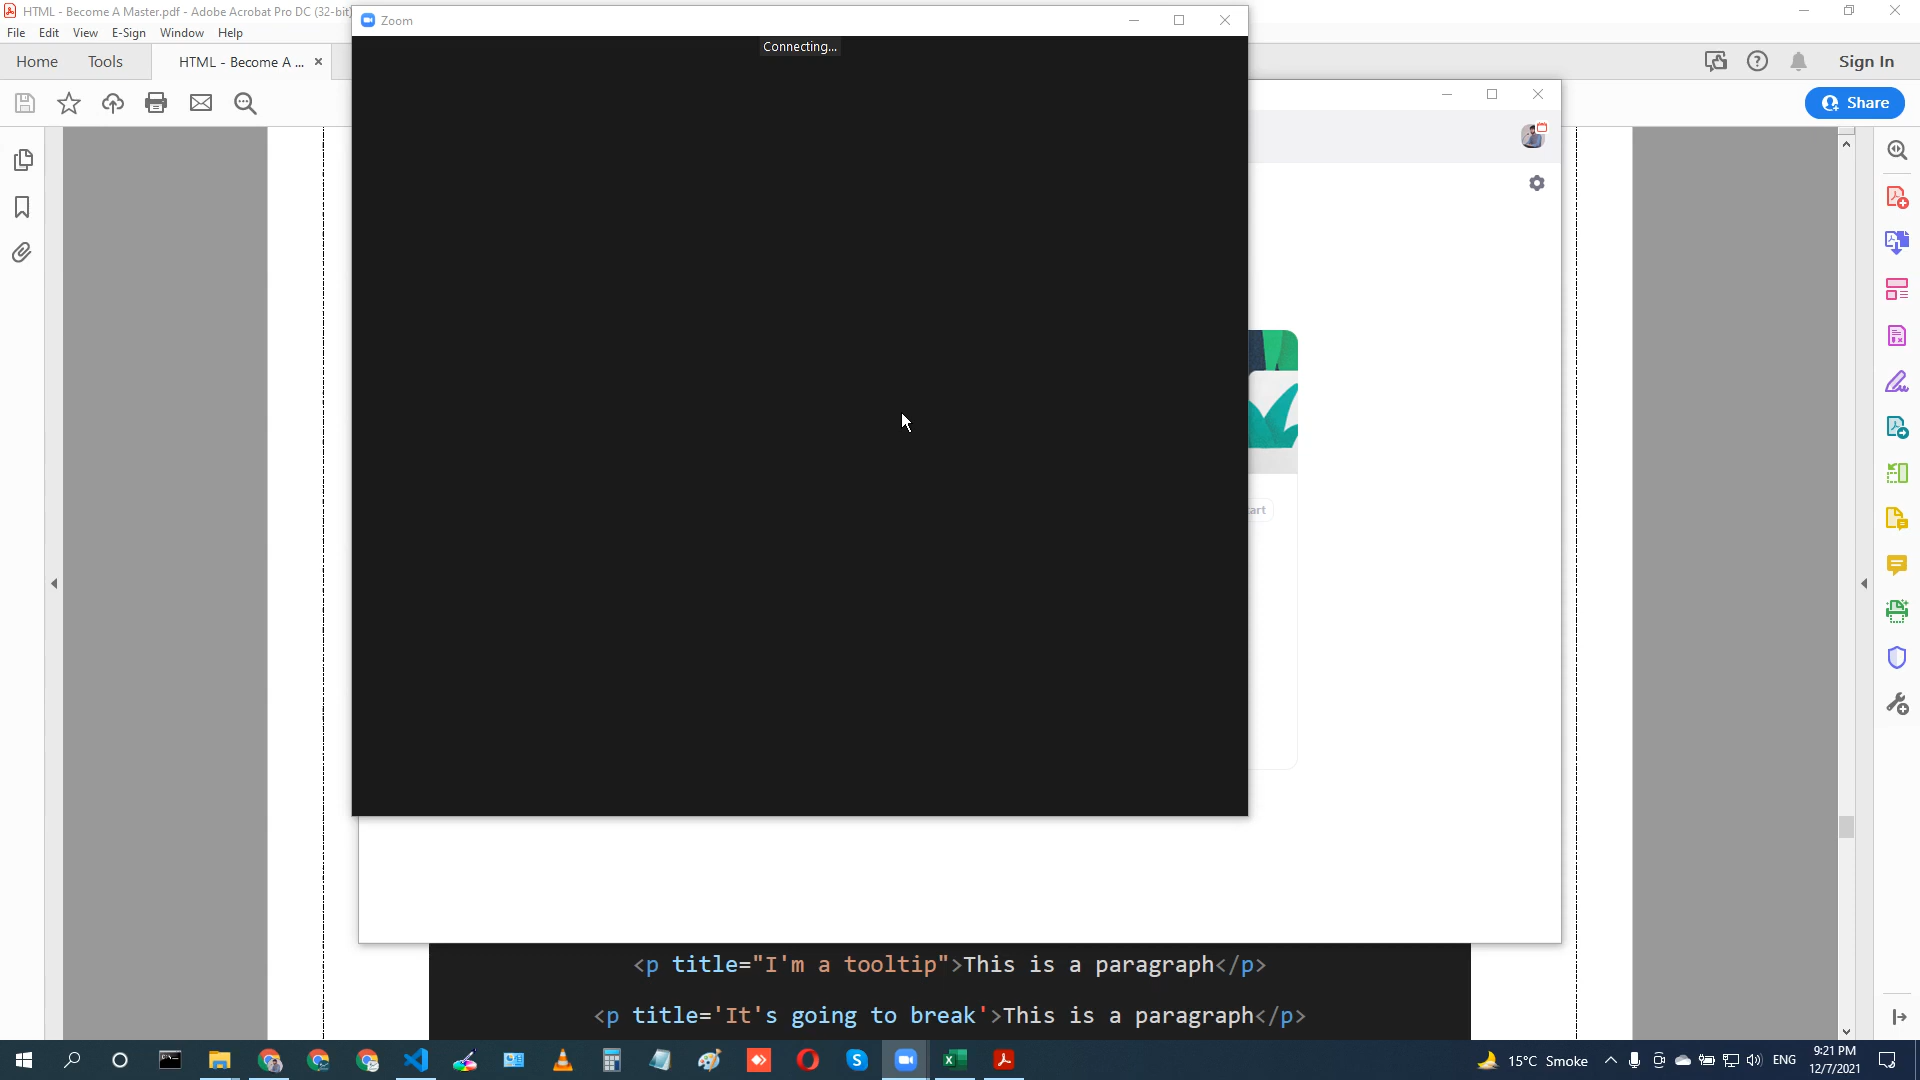 HTML - Become A Master.pdf - Adobe Acrobat Pro DC (32-bit)
File Edit View E-Sign Window Help
Home Tools HTML - Become A ... ×
Sign In
Share
Zoom
Connecting...
<p title="I'm a tooltip">This is a paragraph</p>
<p title='It's going to break'>This is a paragraph</p>
15°C Smoke
ENG
9:21 PM
12/7/2021